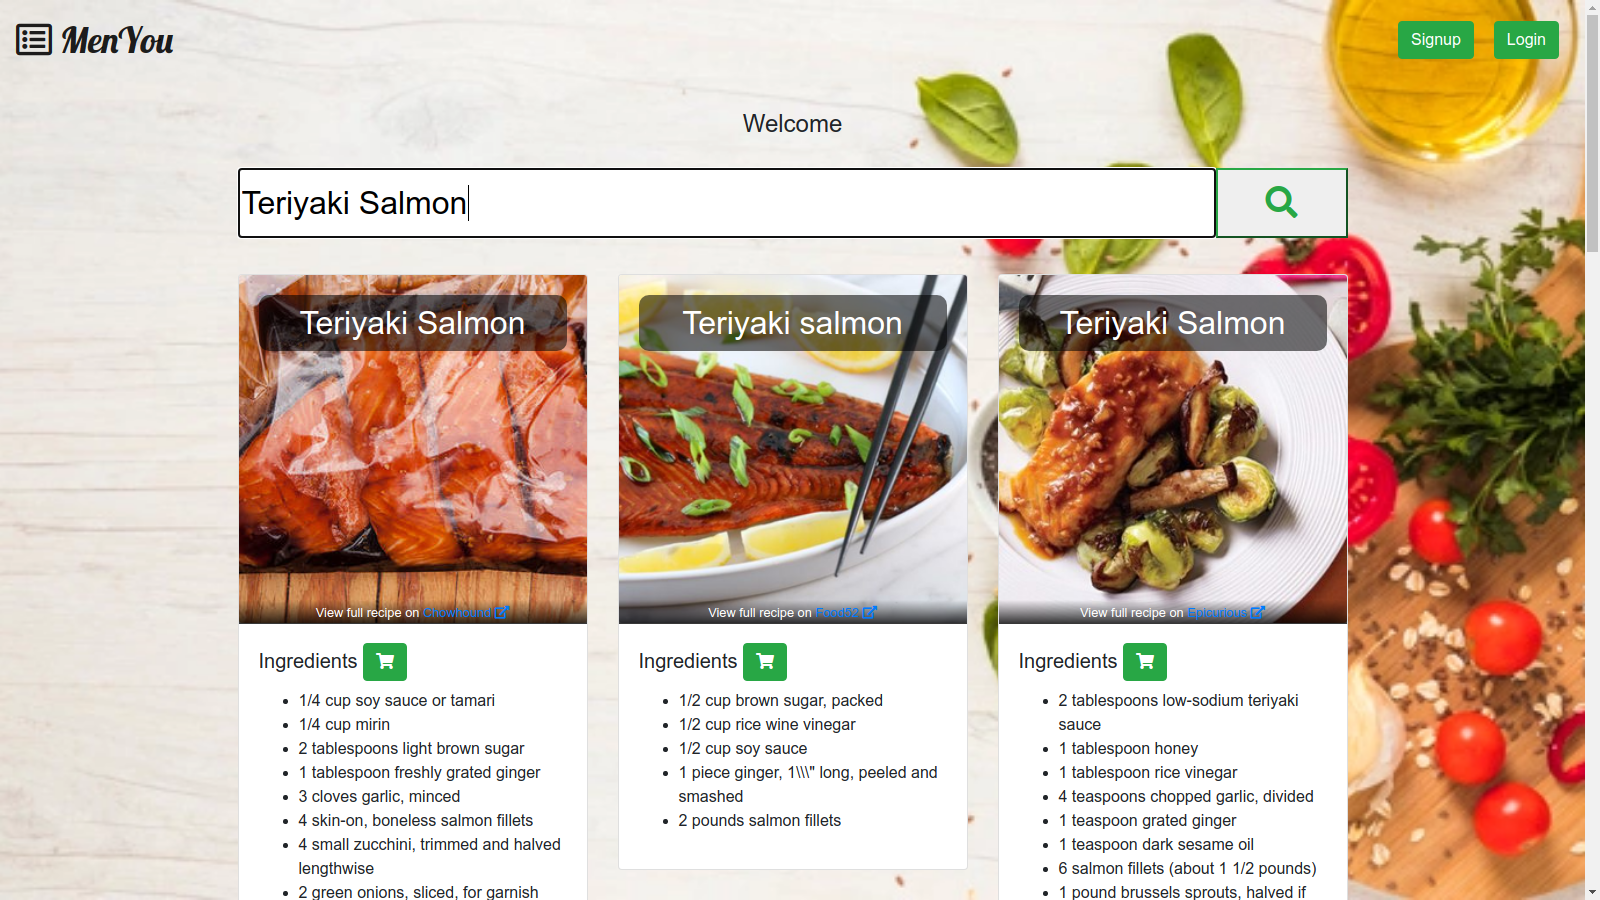 MenYou
Signup
Login
Welcome
Teriyaki Salmon
Teriyaki Salmon
View full recipe on Chowhound
Ingredients
1/4 cup soy sauce or tamari
1/4 cup mirin
2 tablespoons light brown sugar
1 tablespoon freshly grated ginger
3 cloves garlic, minced
4 skin-on, boneless salmon fillets
4 small zucchini, trimmed and halved
lengthwise
2 green onions, sliced, for garnish
Teriyaki salmon
View full recipe on Food52
Ingredients
1/2 cup brown sugar, packed
1/2 cup rice wine vinegar
1/2 cup soy sauce
1 piece ginger, 1\\\" long, peeled and
smashed
2 pounds salmon fillets
Teriyaki Salmon
View full recipe on Epicurious
Ingredients
2 tablespoons low-sodium teriyaki
sauce
1 tablespoon honey
1 tablespoon rice vinegar
4 teaspoons chopped garlic, divided
1 teaspoon grated ginger
1 teaspoon dark sesame oil
6 salmon fillets (about 1 1/2 pounds)
1 pound brussels sprouts, halved if